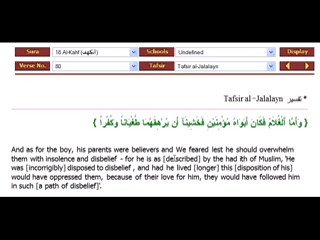 Sura 18 Al-Kahf (الكهف) Schools Undefined Display
Verse No. 80 Tafsir Tafsir al-Jalalayn
* تفسير Tafsir al-Jalalayn
{ وَأَمَّا ٱلْغُلاَمُ فَكَانَ أَبَوَاهُ مُؤْمِنَيْنِ فَخَشِينَآ أَن يُرْهِقَهُمَا طُغْيَاناً وَكُفْراً }
And as for the boy, his parents were believers and We feared lest he should overwhelm
them with insolence and disbelief - for he is as [described] by the had ith of Muslim, 'He
was [incorrigibly] disposed to disbelief , and had he lived [longer] this [disposition of his]
would have oppressed them, because of their love for him, they would have followed him
in such [a path of disbelief]'.